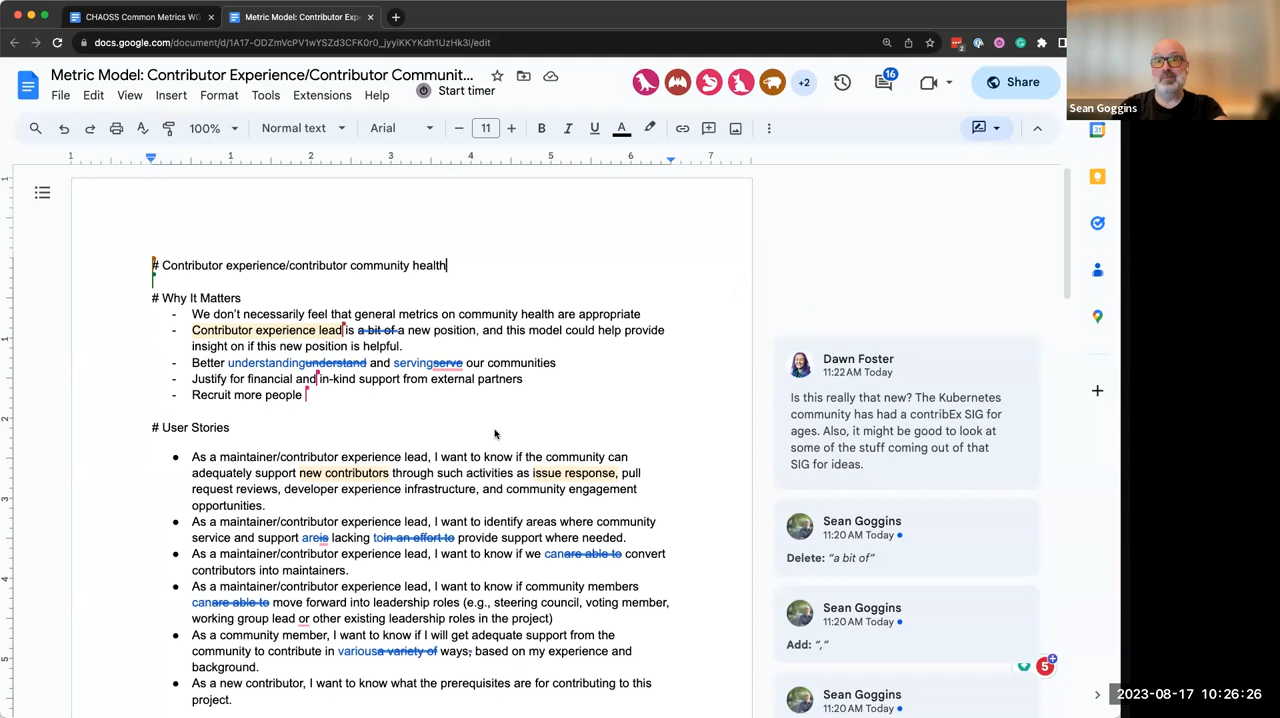 CHAOSS Common Metrics WG
Metric Model: Contributor Exp
docs.google.com/document/d/1A17-ODZmVcPV1wYSZd3CFK0r0_jyyiKKYKdh1UzHk3I/edit
Metric Model: Contributor Experience/Contributor Communit...
+2
16
Share
File Edit View Insert Format Tools Extensions Help
Start timer
100% Normal text Arial 11 B I U A
Sean Goggins
31
1 1 2 3 4 5 6 7
# Contributor experience/contributor community health
# Why It Matters
- We don't necessarily feel that general metrics on community health are appropriate
- Contributor experience lead is a bit of a new position, and this model could help provide
insight on if this new position is helpful.
- Better understandingunderstand and servingserve our communities
- Justify for financial and in-kind support from external partners
- Recruit more people
# User Stories
● As a maintainer/contributor experience lead, I want to know if the community can
adequately support new contributors through such activities as issue response, pull
request reviews, developer experience infrastructure, and community engagement
opportunities.
● As a maintainer/contributor experience lead, I want to identify areas where community
service and support areis lacking toin an effort to provide support where needed.
● As a maintainer/contributor experience lead, I want to know if we canare able to convert
contributors into maintainers.
● As a maintainer/contributor experience lead, I want to know if community members
canare able to move forward into leadership roles (e.g., steering council, voting member,
working group lead or other existing leadership roles in the project)
● As a community member, I want to know if I will get adequate support from the
community to contribute in variousa variety of ways, based on my experience and
background.
● As a new contributor, I want to know what the prerequisites are for contributing to this
project.
Dawn Foster
11:22 AM Today
Is this really that new? The Kubernetes
community has had a contribEx SIG for
ages. Also, it might be good to look at
some of the stuff coming out of that
SIG for ideas.
Sean Goggins
11:20 AM Today
Delete: "a bit of"
Sean Goggins
11:20 AM Today
Add: ","
5
Sean Goggins
11:20 AM Today
2023-08-17 10:26:26